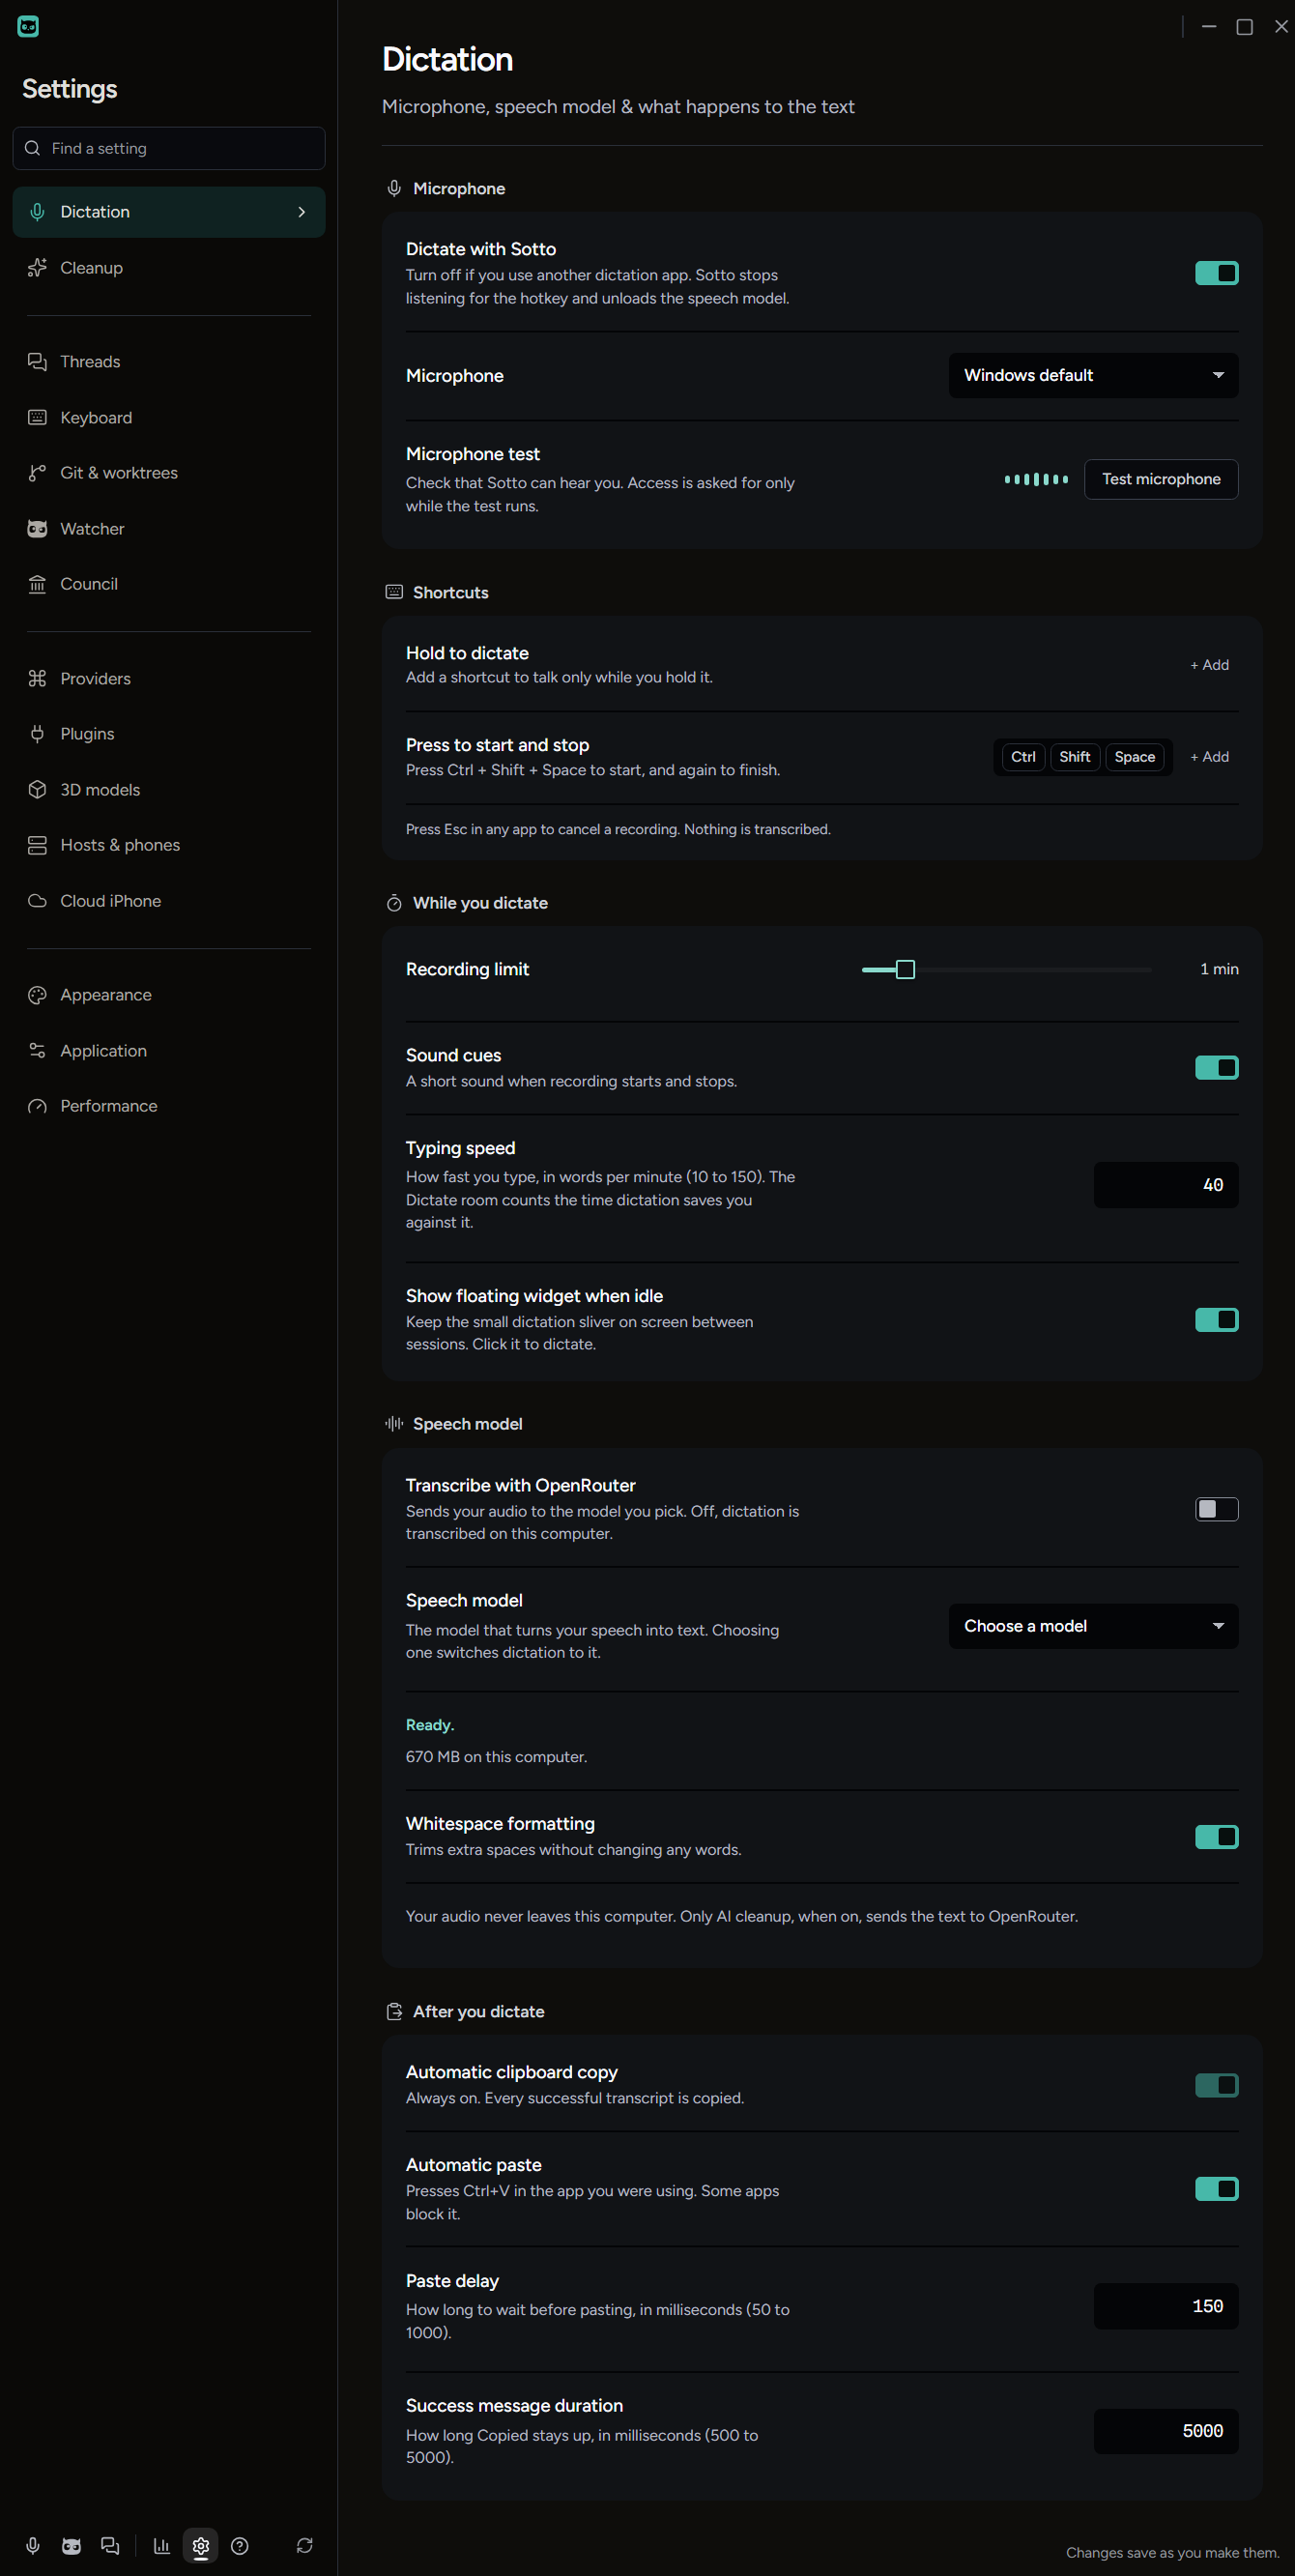 Settings
Find a setting
Dictation
Cleanup
Threads
Keyboard
Git & worktrees
Watcher
Council
Providers
Plugins
3D models
Hosts & phones
Cloud iPhone
Appearance
Application
Performance
Dictation
Microphone, speech model & what happens to the text
Microphone
Dictate with Sotto
Turn off if you use another dictation app. Sotto stops
listening for the hotkey and unloads the speech model.
Microphone
Windows default
Microphone test
Check that Sotto can hear you. Access is asked for only
while the test runs.
Test microphone
Shortcuts
Hold to dictate
Add a shortcut to talk only while you hold it.
+ Add
Press to start and stop
Press Ctrl + Shift + Space to start, and again to finish.
Ctrl Shift Space + Add
Press Esc in any app to cancel a recording. Nothing is transcribed.
While you dictate
Recording limit
1 min
Sound cues
A short sound when recording starts and stops.
Typing speed
How fast you type, in words per minute (10 to 150). The
Dictate room counts the time dictation saves you
against it.
40
Show floating widget when idle
Keep the small dictation sliver on screen between
sessions. Click it to dictate.
Speech model
Transcribe with OpenRouter
Sends your audio to the model you pick. Off, dictation is
transcribed on this computer.
Speech model
The model that turns your speech into text. Choosing
one switches dictation to it.
Choose a model
Ready.
670 MB on this computer.
Whitespace formatting
Trims extra spaces without changing any words.
Your audio never leaves this computer. Only AI cleanup, when on, sends the text to OpenRouter.
After you dictate
Automatic clipboard copy
Always on. Every successful transcript is copied.
Automatic paste
Presses Ctrl+V in the app you were using. Some apps
block it.
Paste delay
How long to wait before pasting, in milliseconds (50 to
1000).
150
Success message duration
How long Copied stays up, in milliseconds (500 to
5000).
5000
Changes save as you make them.